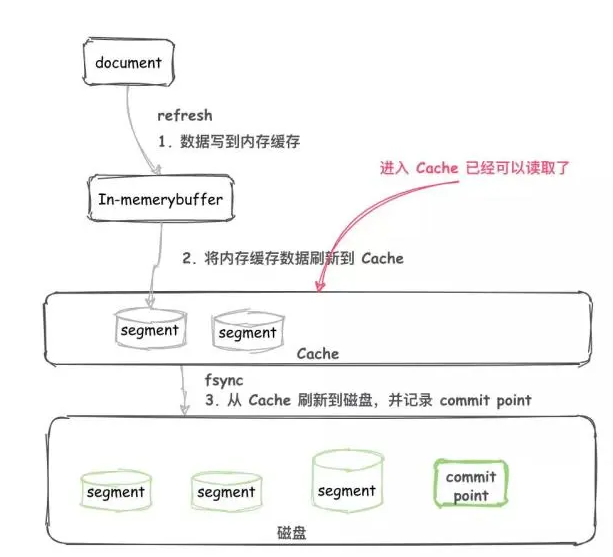 document
refresh
1. 数据写到内存缓存
进入 Cache 已经可以读取了
In-memerybuffer
2. 将内存缓存数据刷新到 Cache
segment
segment
Cache
fsync
3. 从 Cache 刷新到磁盘，并记录 commit point
segment
segment
segment
commit
point
磁盘